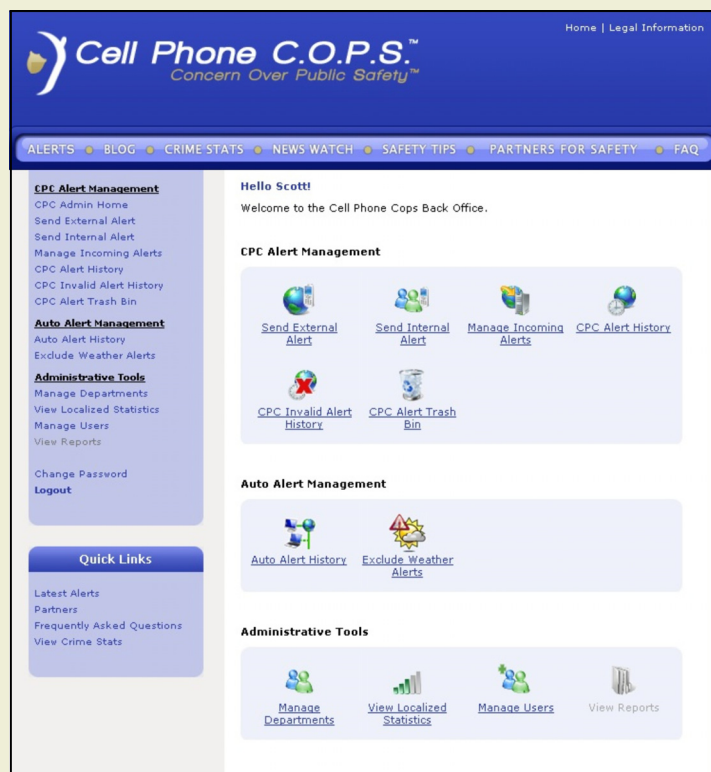 Home | Legal Information
Cell Phone C.O.P.S.™
Concern Over Public Safety™
ALERTS BLOG CRIME STATS NEWS WATCH SAFETY TIPS PARTNERS FOR SAFETY FAQ
CPC Alert Management
CPC Admin Home
Send External Alert
Send Internal Alert
Manage Incoming Alerts
CPC Alert History
CPC Invalid Alert History
CPC Alert Trash Bin
Auto Alert Management
Auto Alert History
Exclude Weather Alerts
Administrative Tools
Manage Departments
View Localized Statistics
Manage Users
View Reports
Change Password
Logout
Quick Links
Latest Alerts
Partners
Frequently Asked Questions
View Crime Stats
Hello Scott!
Welcome to the Cell Phone Cops Back Office.
CPC Alert Management
Send External
Alert
Send Internal
Alert
Manage Incoming
Alerts
CPC Alert History
CPC Invalid Alert
History
CPC Alert Trash
Bin
Auto Alert Management
Auto Alert History
Exclude Weather
Alerts
Administrative Tools
Manage
Departments
View Localized
Statistics
Manage Users
View Reports